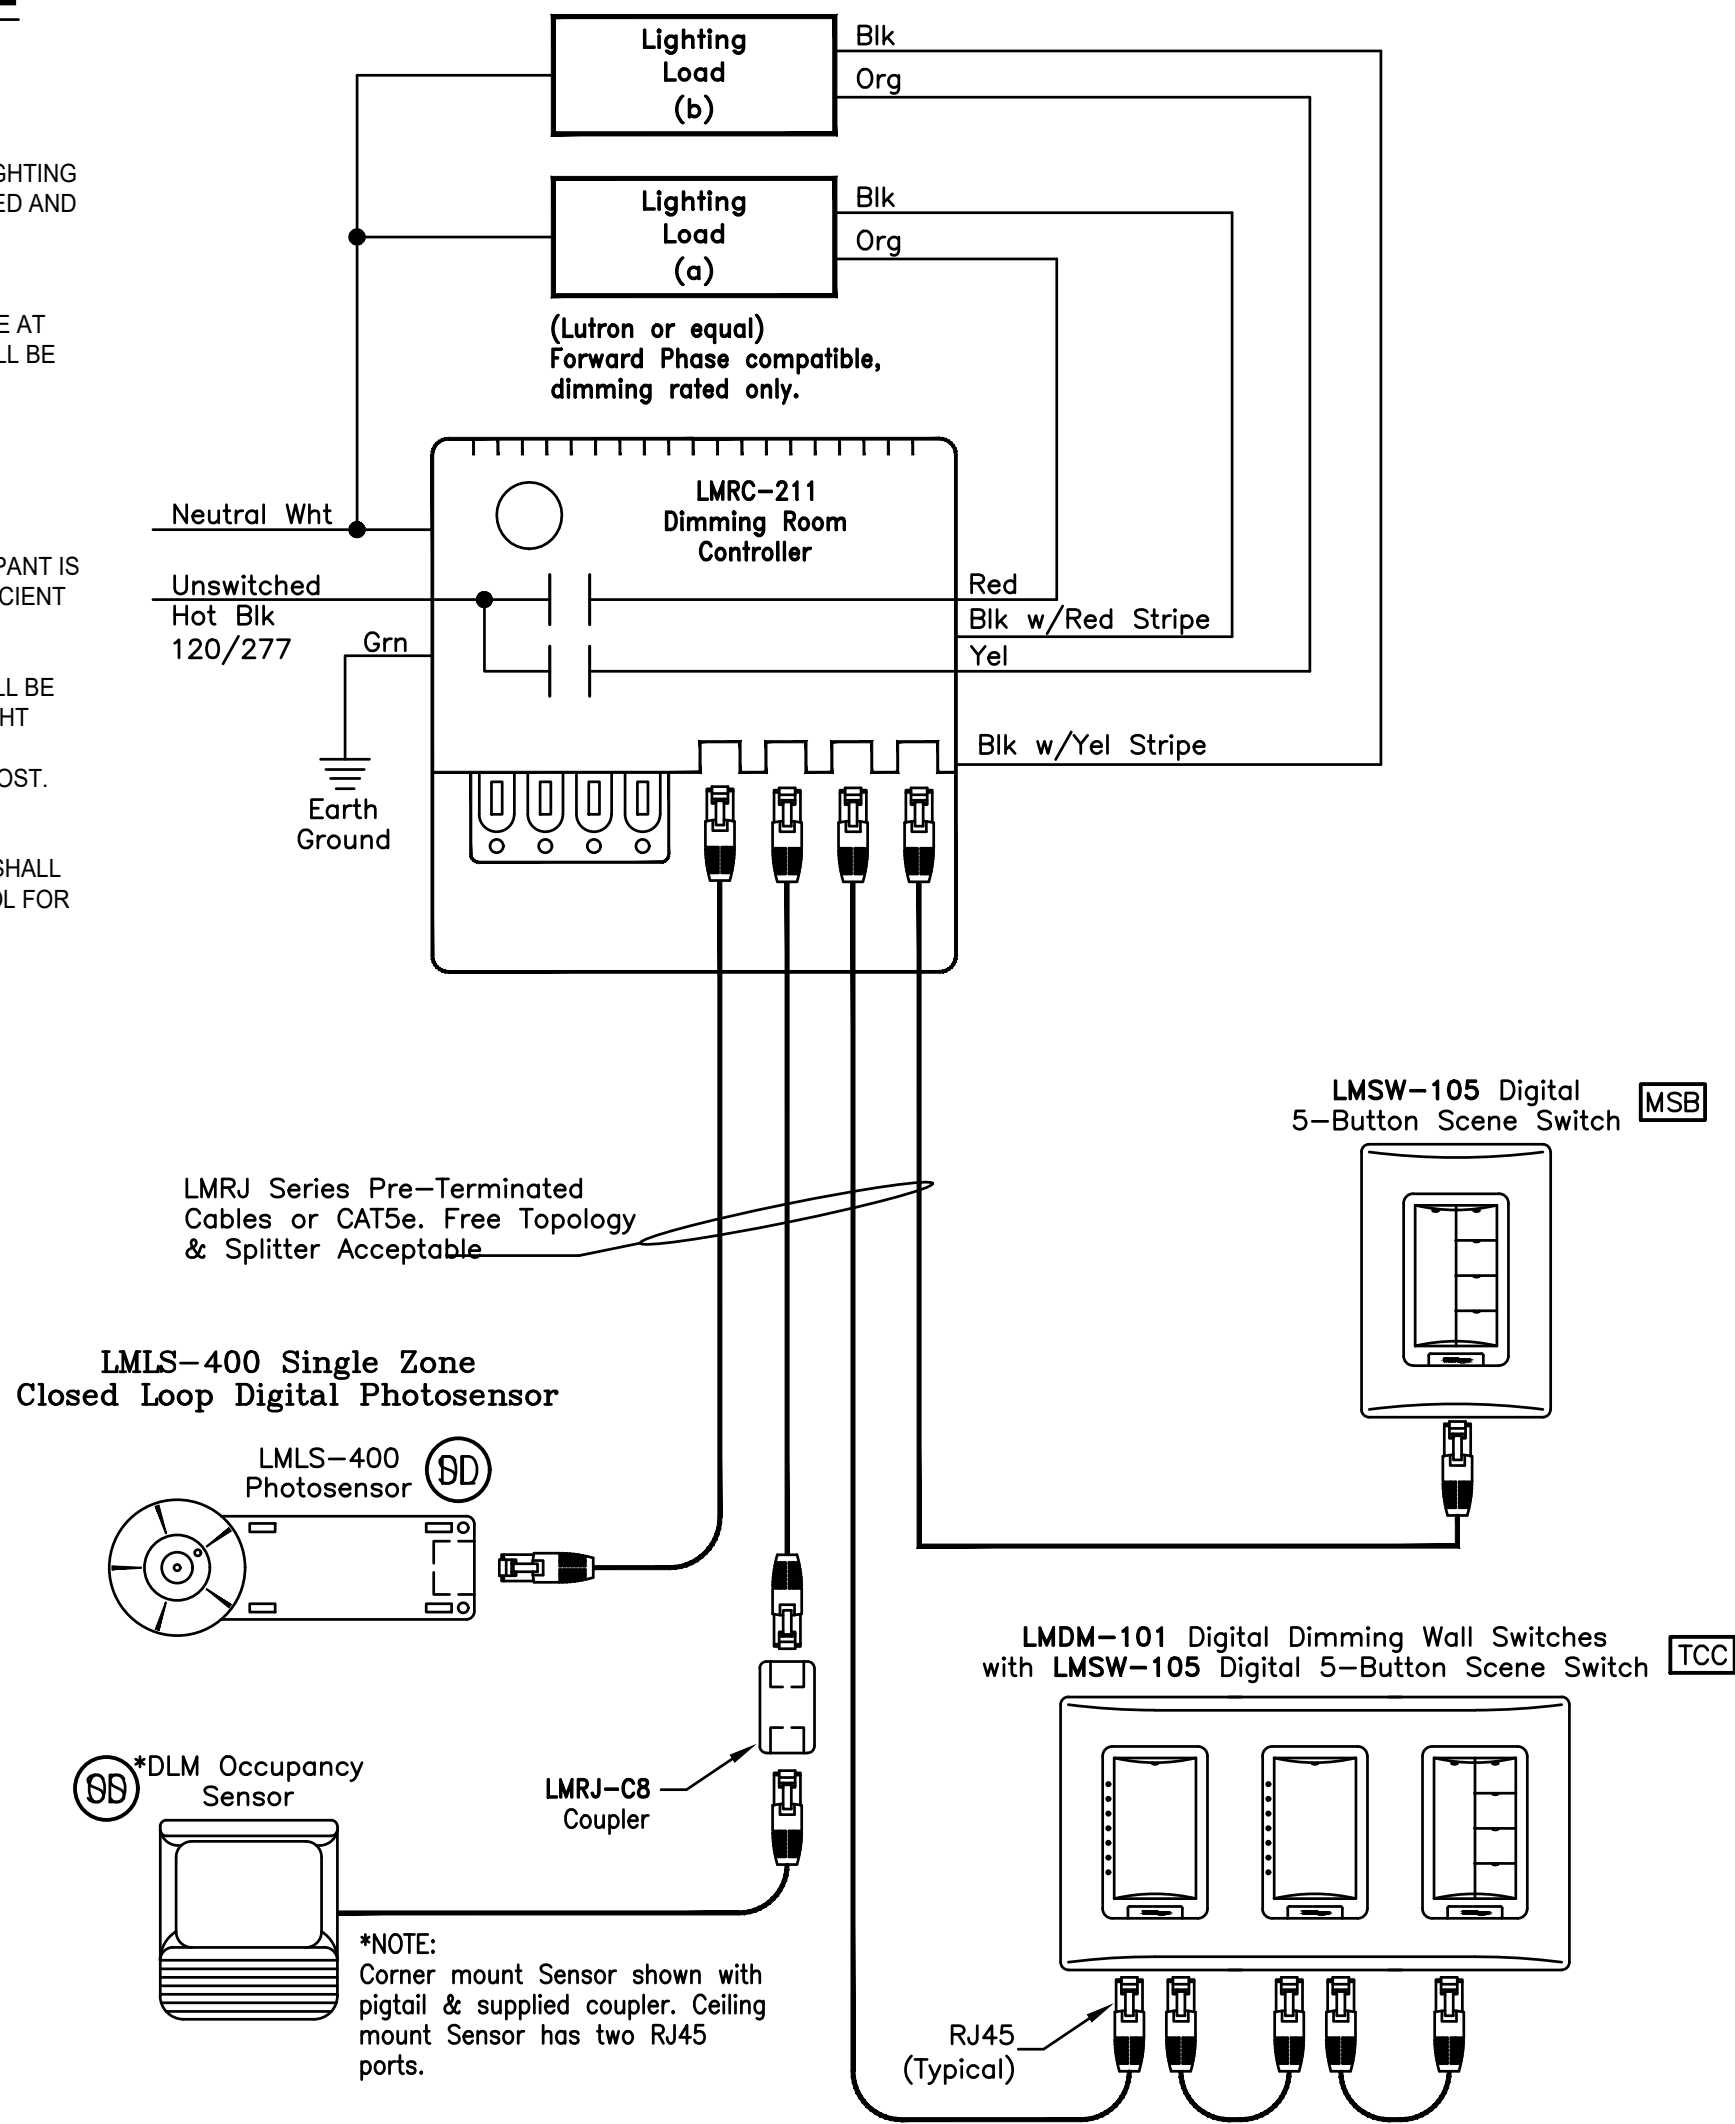 GHTING
ED AND
E AT
LL BE
PANT IS
CIENT
LL BE
HT
OST.
SHALL
OL FOR
Lighting
Load
(b)
Blk
Org
Lighting
Load
(a)
Blk
Org
(Lutron or equal)
Forward Phase compatible,
dimming rated only.
LMRC-211
Dimming Room
Controller
Neutral Wht
Unswitched
Hot Blk
120/277
Grn
Earth
Ground
Red
Blk w/Red Stripe
Yel
Blk w/Yel Stripe
LMSW-105 Digital
5-Button Scene Switch
MSB
LMRJ Series Pre-Terminated
Cables or CAT5e. Free Topology
& Splitter Acceptable
LMLS-400 Single Zone
Closed Loop Digital Photosensor
LMLS-400
Photosensor
LMDM-101 Digital Dimming Wall Switches
with LMSW-105 Digital 5-Button Scene Switch
TCC
*DLM Occupancy
Sensor
LMRJ-C8
Coupler
*NOTE:
Corner mount Sensor shown with
pigtail & supplied coupler. Ceiling
mount Sensor has two RJ45
ports.
RJ45
(Typical)